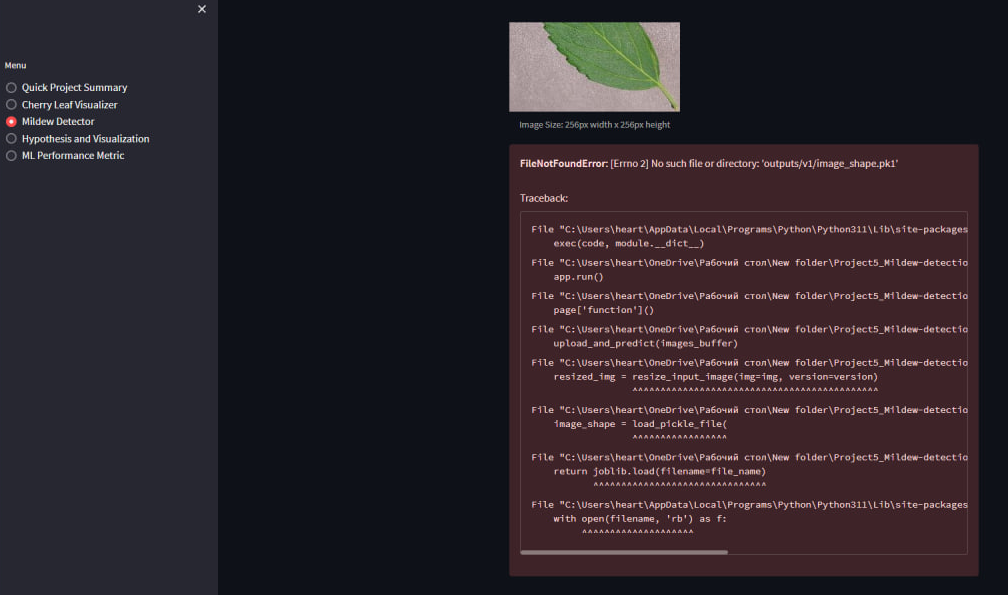 ×
Menu
Quick Project Summary
Cherry Leaf Visualizer
Mildew Detector
Hypothesis and Visualization
ML Performance Metric
Image Size: 256px width x 256px height
FileNotFoundError: [Errno 2] No such file or directory: 'outputs/v1/image_shape.pk1'
Traceback:
File "C:\Users\heart\AppData\Local\Programs\Python\Python311\Lib\site-packages
exec(code, module.__dict__)
File "C:\Users\heart\OneDrive\Рабочий стол\New folder\Project5_Mildew-detectio
app.run()
File "C:\Users\heart\OneDrive\Рабочий стол\New folder\Project5_Mildew-detectio
page['function']()
File "C:\Users\heart\OneDrive\Рабочий стол\New folder\Project5_Mildew-detectio
upload_and_predict(images_buffer)
File "C:\Users\heart\OneDrive\Рабочий стол\New folder\Project5_Mildew-detectio
resized_img = resize_input_image(img=img, version=version)
^^^^^^^^^^^^^^^^^^^^^^^^^^^^^^^^^^^^^^^^^^^^
File "C:\Users\heart\OneDrive\Рабочий стол\New folder\Project5_Mildew-detectio
image_shape = load_pickle_file(
^^^^^^^^^^^^^^^^^
File "C:\Users\heart\OneDrive\Рабочий стол\New folder\Project5_Mildew-detectio
return joblib.load(filename=file_name)
^^^^^^^^^^^^^^^^^^^^^^^^^^^^^^^
File "C:\Users\heart\AppData\Local\Programs\Python\Python311\Lib\site-packages
with open(filename, 'rb') as f:
^^^^^^^^^^^^^^^^^^^^